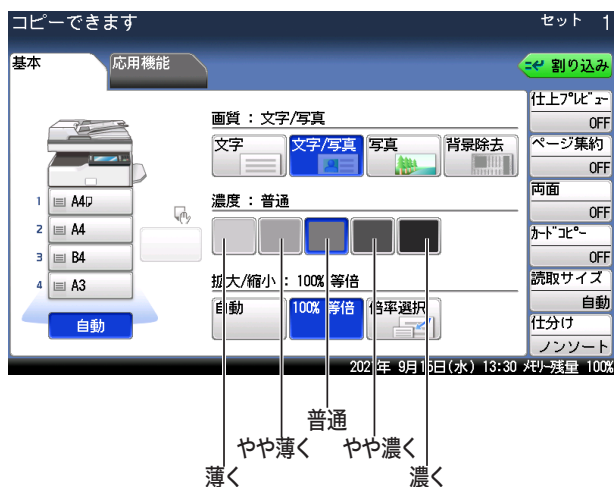 コピーできます
セット 1
基本
応用機能
割り込み
画質：文字/写真
文字
文字/写真
写真
背景除去
濃度：普通
拡大/縮小：100% 等倍
自動
100% 等倍
倍率選択
1 A4
2 A4
3 B4
4 A3
自動
仕上プレビュー
OFF
ページ集約
OFF
両面
OFF
カードコピー
OFF
読取サイズ
自動
仕分け
ノンソート
2021年 9月15日(水) 13:30 メモリー残量 100%
普通
やや薄く
やや濃く
薄く
濃く